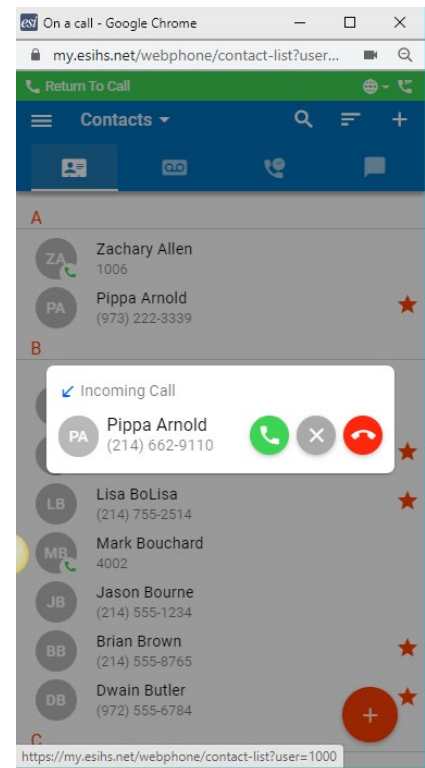 esi On a call - Google Chrome
my.esihs.net/webphone/contact-list?user...
Return To Call
Contacts
A
ZA Zachary Allen
1006
PA Pippa Arnold
(973) 222-3339
B
Incoming Call
PA Pippa Arnold
(214) 662-9110
LB Lisa BoLisa
(214) 755-2514
MB Mark Bouchard
4002
JB Jason Bourne
(214) 555-1234
BB Brian Brown
(214) 555-8765
DB Dwain Butler
(972) 555-6784
C
https://my.esihs.net/webphone/contact-list?user=1000